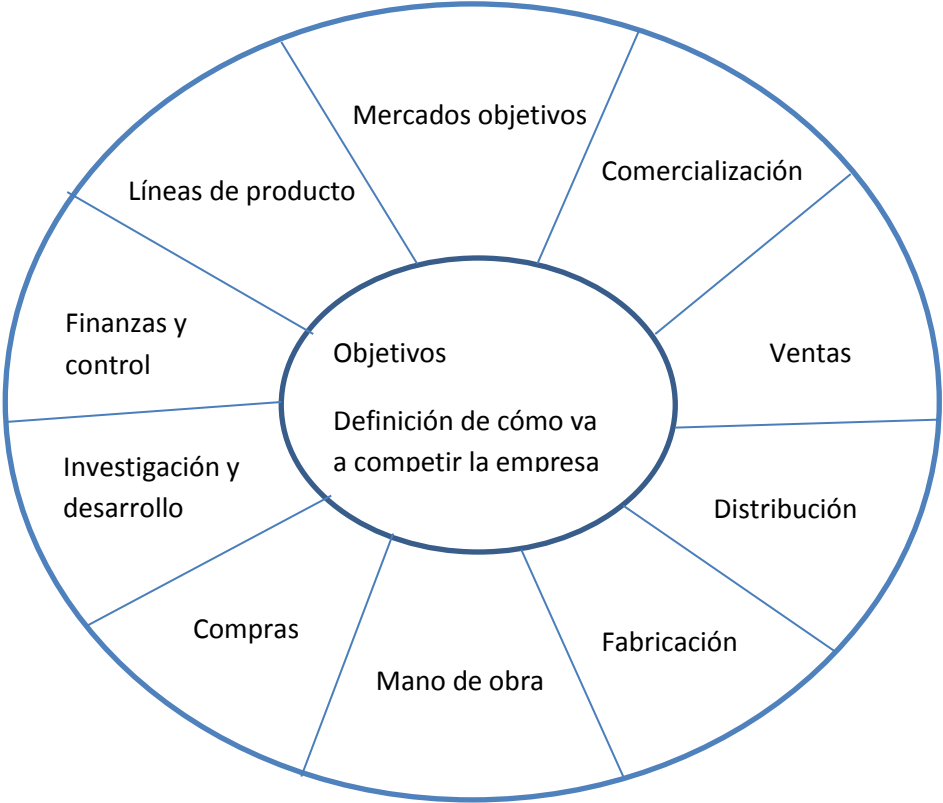 Mercados objetivos
Comercialización
Líneas de producto
Finanzas y
control
Objetivos
Ventas
Definición de cómo va
a competir la empresa
Investigación y
desarrollo
Distribución
Compras
Fabricación
Mano de obra